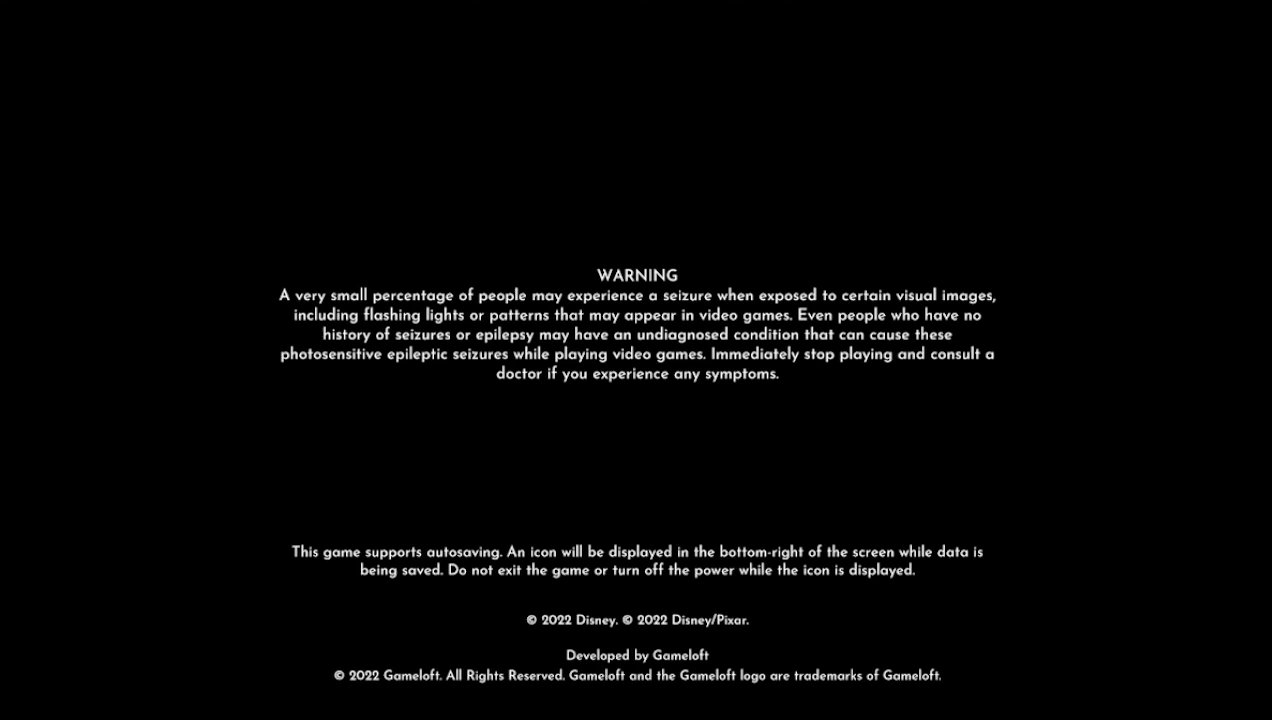 WARNING
A very small percentage of people may experience a seizure when exposed to certain visual images,
including flashing lights or patterns that may appear in video games. Even people who have no
history of seizures or epilepsy may have an undiagnosed condition that can cause these
photosensitive epileptic seizures while playing video games. Immediately stop playing and consult a
doctor if you experience any symptoms.
This game supports autosaving. An icon will be displayed in the bottom-right of the screen while data is
being saved. Do not exit the game or turn off the power while the icon is displayed.
© 2022 Disney. © 2022 Disney/Pixar.
Developed by Gameloft
© 2022 Gameloft. All Rights Reserved. Gameloft and the Gameloft logo are trademarks of Gameloft.